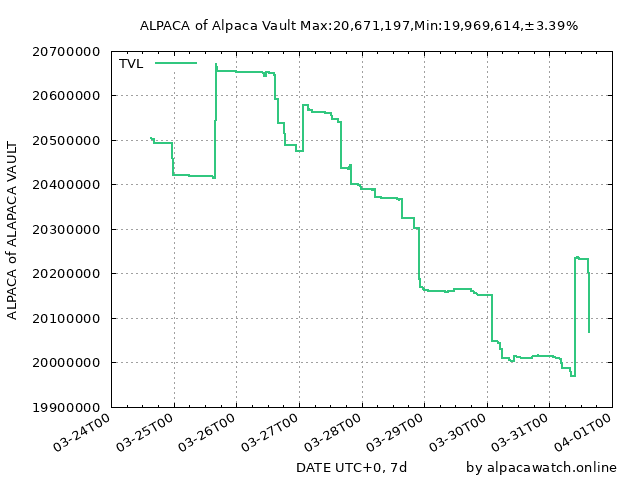 ALPACA of Alpaca Vault Max:20,671,197,Min:19,969,614,±3.39%
TVL
20700000
20600000
20500000
20400000
20300000
20200000
20100000
20000000
19900000
ALPACA of ALAPACA VAULT
03-24T00
03-25T00
03-26T00
03-27T00
03-28T00
03-29T00
03-30T00
03-31T00
04-01T00
DATE UTC+0, 7d
by alpacawatch.online